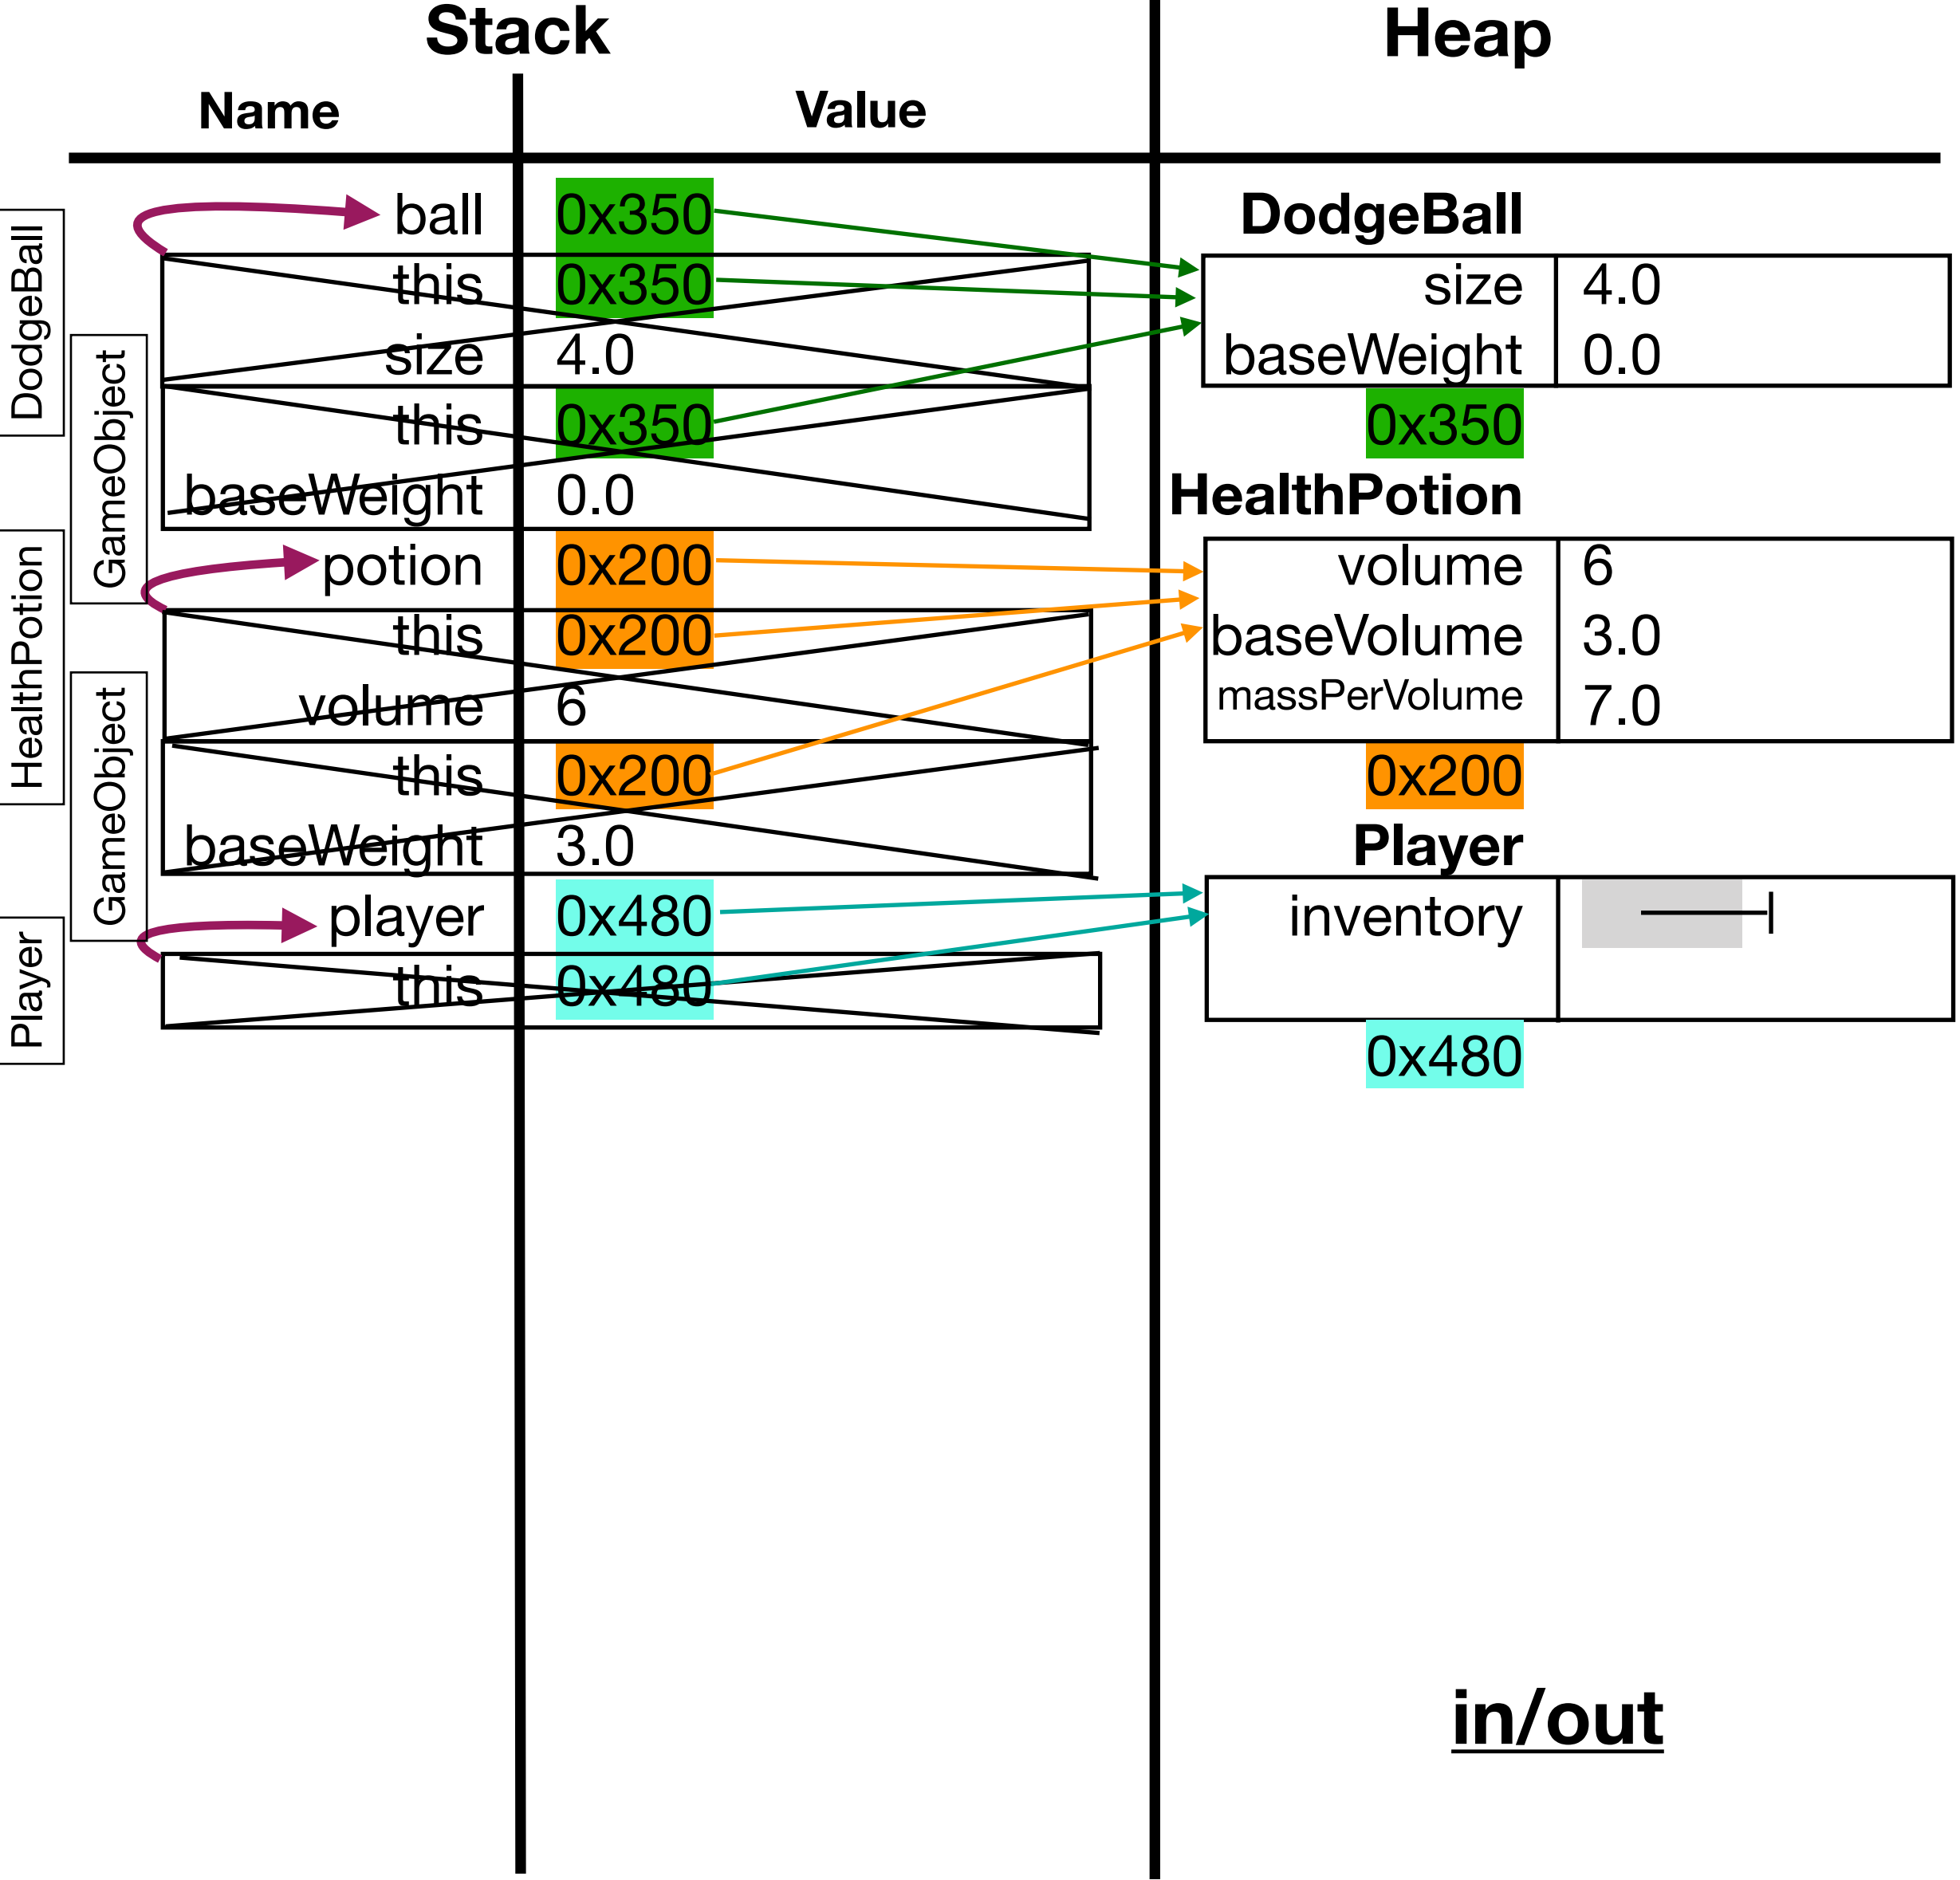 Stack
Heap
Name
Value
DodgeBall
GameObject
HealthPotion
GameObject
Player
ball 0x350
this 0x350
size 4.0
this 0x350
baseWeight 0.0
potion 0x200
this 0x200
volume 6
this 0x200
baseWeight 3.0
player 0x480
this 0x480
DodgeBall
size 4.0
baseWeight 0.0
0x350
HealthPotion
volume 6
baseVolume 3.0
massPerVolume 7.0
0x200
Player
inventory
0x480
in/out